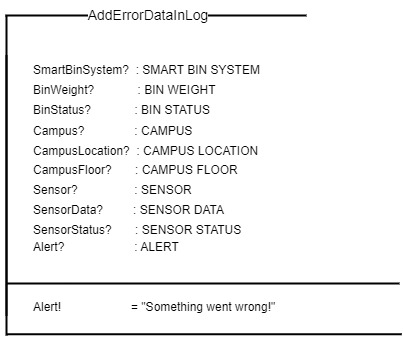 AddErrorDataInLog
SmartBinSystem? : SMART BIN SYSTEM
BinWeight? : BIN WEIGHT
BinStatus? : BIN STATUS
Campus? : CAMPUS
CampusLocation? : CAMPUS LOCATION
CampusFloor? : CAMPUS FLOOR
Sensor? : SENSOR
SensorData? : SENSOR DATA
SensorStatus? : SENSOR STATUS
Alert? : ALERT
Alert! = "Something went wrong!"